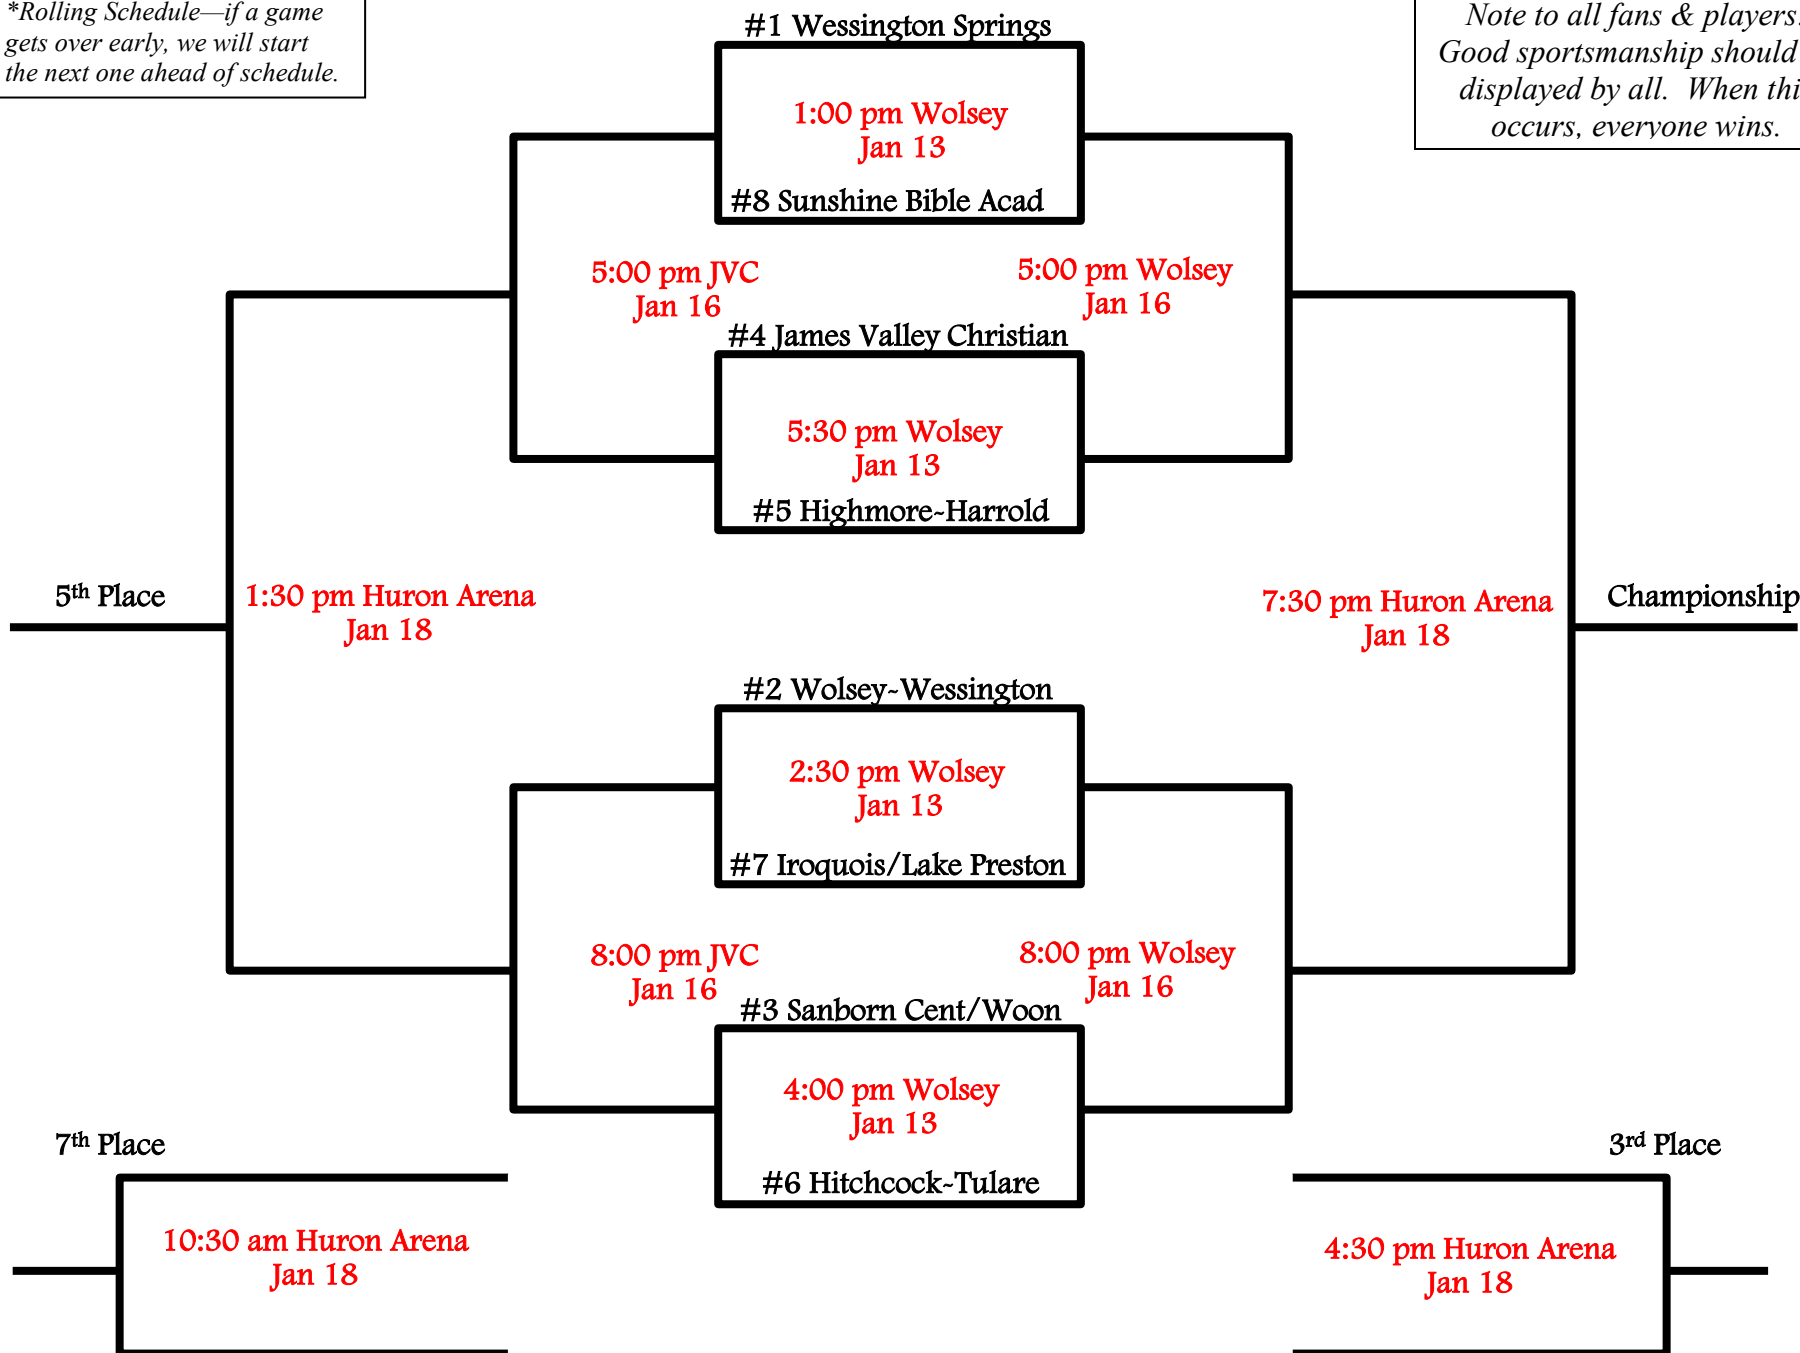 *Rolling Schedule—if a game
gets over early, we will start
the next one ahead of schedule.
Note to all fans & players:
Good sportsmanship should
displayed by all.  When thi
occurs, everyone wins.
#1 Wessington Springs
1:00 pm Wolsey
Jan 13
#8 Sunshine Bible Acad
5:00 pm JVC
Jan 16
5:00 pm Wolsey
Jan 16
#4 James Valley Christian
5:30 pm Wolsey
Jan 13
#5 Highmore-Harrold
5th Place
1:30 pm Huron Arena
Jan 18
7:30 pm Huron Arena
Jan 18
Championship
#2 Wolsey-Wessington
2:30 pm Wolsey
Jan 13
#7 Iroquois/Lake Preston
8:00 pm JVC
Jan 16
8:00 pm Wolsey
Jan 16
#3 Sanborn Cent/Woon
4:00 pm Wolsey
Jan 13
#6 Hitchcock-Tulare
7th Place
10:30 am Huron Arena
Jan 18
3rd Place
4:30 pm Huron Arena
Jan 18